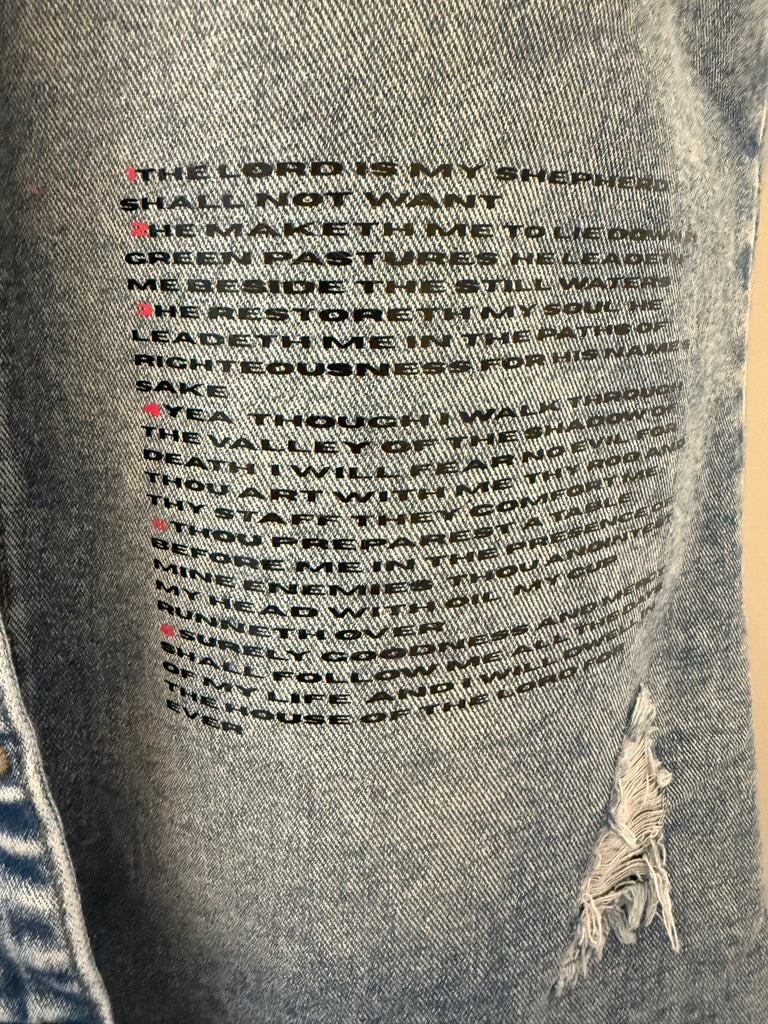 1THE LORD IS MY SHEPHERD
SHALL NOT WANT
2HE MAKETH ME TO LIE DOWN
GREEN PASTURES HE LEADETH
ME BESIDE THE STILL WATERS
3HE RESTORETH MY SOUL HE
LEADETH ME IN THE PATHS OF
RIGHTEOUSNESS FOR HIS NAMES
SAKE
4YEA THOUGH I WALK THROUGH
THE VALLEY OF THE SHADOW OF
DEATH I WILL FEAR NO EVIL FOR
THOU ART WITH ME THY ROD AND
THY STAFF THEY COMFORT ME
5THOU PREPAREST A TABLE
BEFORE ME IN THE PRESENCE OF
MINE ENEMIES THOU ANOINTEST
MY HEAD WITH OIL MY CUP
RUNNETH OVER
6SURELY GOODNESS AND MERCY
SHALL FOLLOW ME ALL THE DAYS
OF MY LIFE AND I WILL DWELL
THE HOUSE OF THE LORD FOR
EVER